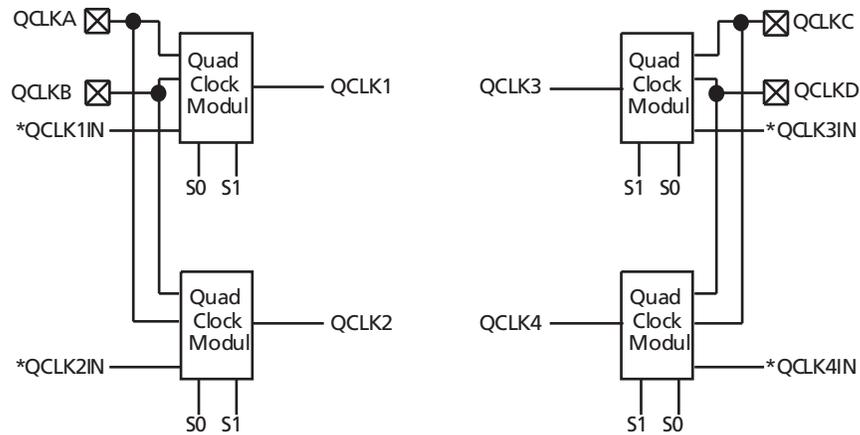 QCLKA
QCLKB
*QCLK1IN
Quad
Clock
Modul
QCLK1
S0 S1
QCLK3
Quad
Clock
Modul
QCLKC
QCLKD
*QCLK3IN
S1 S0
*QCLK2IN
Quad
Clock
Modul
QCLK2
S0 S1
QCLK4
Quad
Clock
Modul
*QCLK4IN
S1 S0